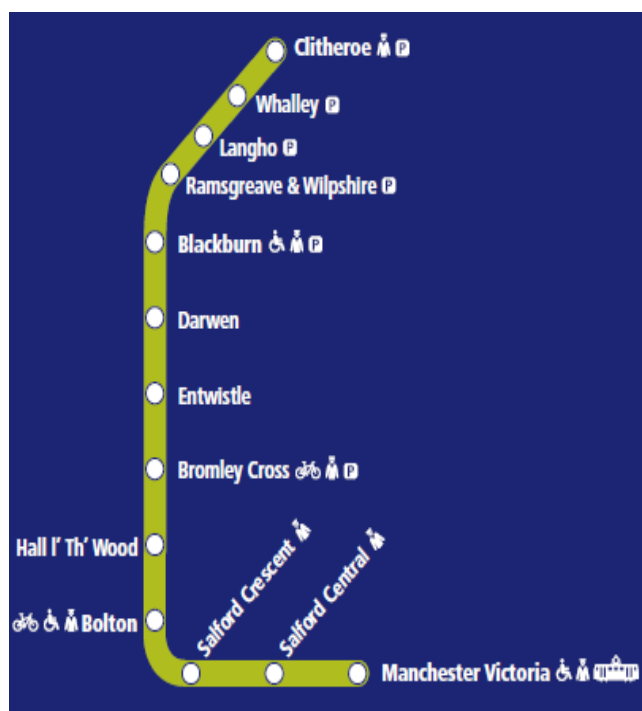 Clitheroe P
Whalley P
Langho P
Ramsgreave & Wilpshire P
Blackburn P
Darwen
Entwistle
Bromley Cross P
Hall I' Th' Wood
Salford Crescent
Salford Central
Bolton
Manchester Victoria